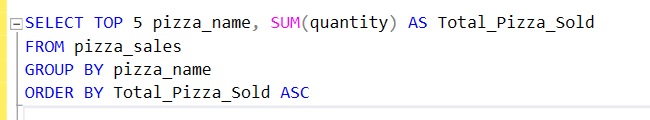 SELECT TOP 5 pizza_name, SUM(quantity) AS Total_Pizza_Sold
FROM pizza_sales
GROUP BY pizza_name
ORDER BY Total_Pizza_Sold ASC